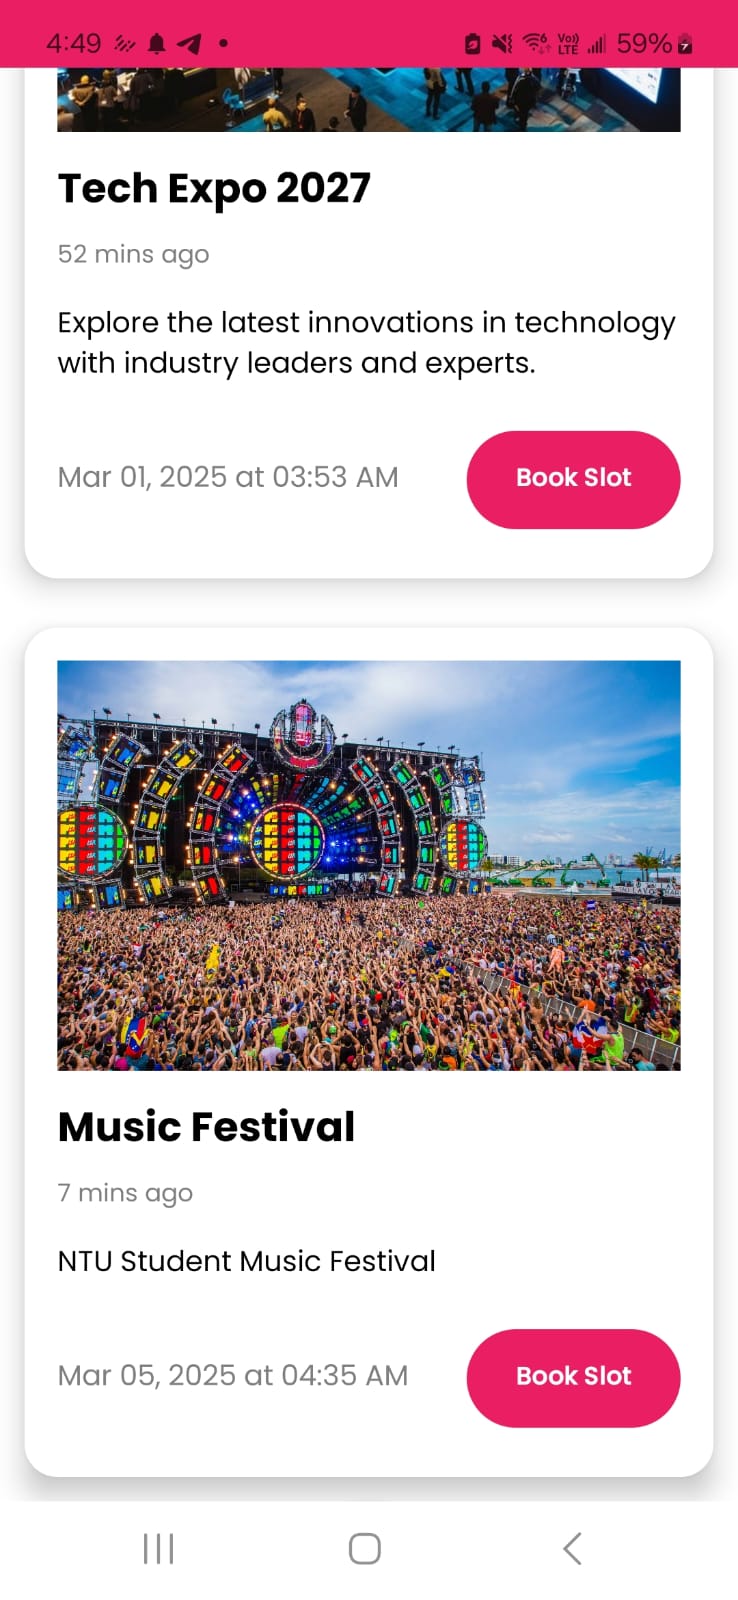 4:49
Vo))
LTE
59%
Tech Expo 2027
52 mins ago
Explore the latest innovations in technology
with industry leaders and experts.
Mar 01, 2025 at 03:53 AM
Book Slot
Music Festival
7 mins ago
NTU Student Music Festival
Mar 05, 2025 at 04:35 AM
Book Slot